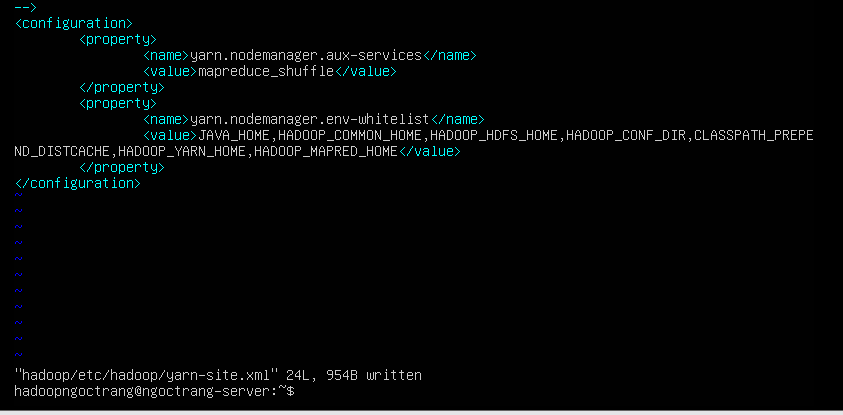 -->
<configuration>
<property>
<name>yarn.nodemanager.aux-services</name>
<value>mapreduce_shuffle</value>
</property>
<property>
<name>yarn.nodemanager.env-whitelist</name>
<value>JAVA_HOME,HADOOP_COMMON_HOME,HADOOP_HDFS_HOME,HADOOP_CONF_DIR,CLASSPATH_PREPE
ND_DISTCACHE,HADOOP_YARN_HOME,HADOOP_MAPRED_HOME</value>
</property>
</configuration>
~
~
~
~
~
~
~
~
~
~
~
"hadoop/etc/hadoop/yarn-site.xml" 24L, 954B written
hadoopngoctrang@ngoctrang-server:~$